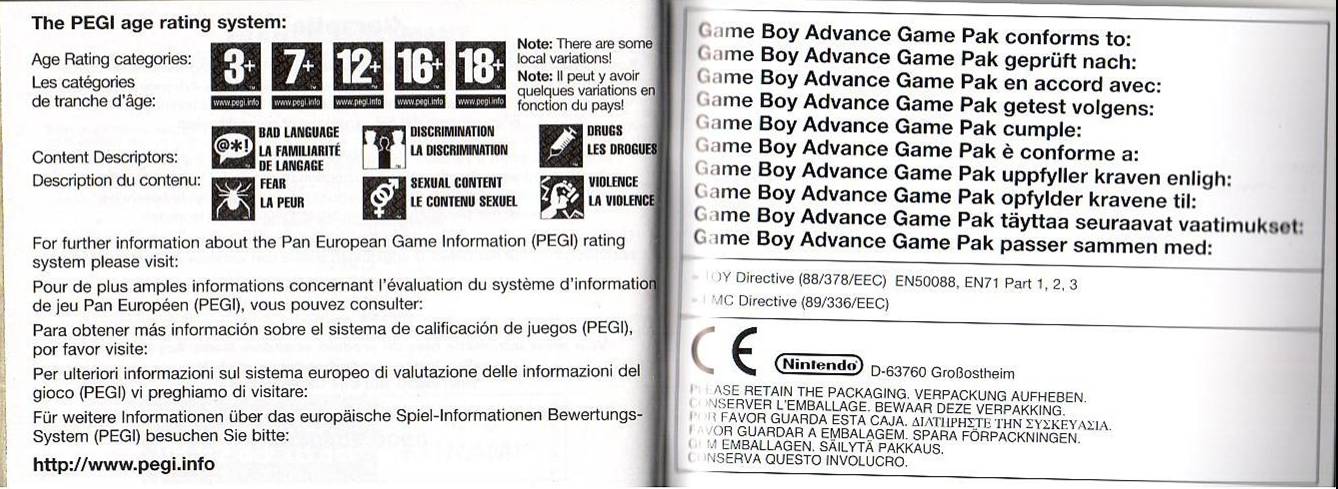 The PEGI age rating system:
Age Rating categories:
Les catégories
de tranche d'âge:
3+ 7+ 12+ 16+ 18+
www.pegi.info www.pegi.info www.pegi.info www.pegi.info www.pegi.info
Note: There are some
local variations!
Note: Il peut y avoir
quelques variations en
fonction du pays!
Content Descriptors:
Description du contenu:
@*!
BAD LANGUAGE
LA FAMILIARITÉ
DE LANGAGE
DISCRIMINATION
LA DISCRIMINATION
DRUGS
LES DROGUES
FEAR
LA PEUR
SEXUAL CONTENT
LE CONTENU SEXUEL
VIOLENCE
LA VIOLENCE
For further information about the Pan European Game Information (PEGI) rating
system please visit:
Pour de plus amples informations concernant l'évaluation du système d'information
de jeu Pan Européen (PEGI), vous pouvez consulter:
Para obtener más información sobre el sistema de calificación de juegos (PEGI),
por favor visite:
Per ulteriori informazioni sul sistema europeo di valutazione delle informazioni del
gioco (PEGI) vi preghiamo di visitare:
Für weitere Informationen über das europäische Spiel-Informationen Bewertungs-
System (PEGI) besuchen Sie bitte:
http://www.pegi.info
Game Boy Advance Game Pak conforms to:
Game Boy Advance Game Pak geprüft nach:
Game Boy Advance Game Pak en accord avec:
Game Boy Advance Game Pak getest volgens:
Game Boy Advance Game Pak cumple:
Game Boy Advance Game Pak è conforme a:
Game Boy Advance Game Pak uppfyller kraven enligh:
Game Boy Advance Game Pak opfylder kravene til:
Game Boy Advance Game Pak täyttaa seuraavat vaatimukset:
Game Boy Advance Game Pak passer sammen med:
- TOY Directive (88/378/EEC) EN50088, EN71 Part 1, 2, 3
- EMC Directive (89/336/EEC)
CE
Nintendo D-63760 Großostheim
PLEASE RETAIN THE PACKAGING. VERPACKUNG AUFHEBEN.
CONSERVER L'EMBALLAGE. BEWAAR DEZE VERPAKKING.
POR FAVOR GUARDA ESTA CAJA. ΔΙΑΤΗΡΗΣΤΕ ΤΗΝ ΣΥΣΚΕΥΑΣΙΑ.
FAVOR GUARDAR A EMBALAGEM. SPARA FÖRPACKNINGEN.
GEM EMBALLAGEN. SÄILYTÄ PAKKAUS.
CONSERVA QUESTO INVOLUCRO.